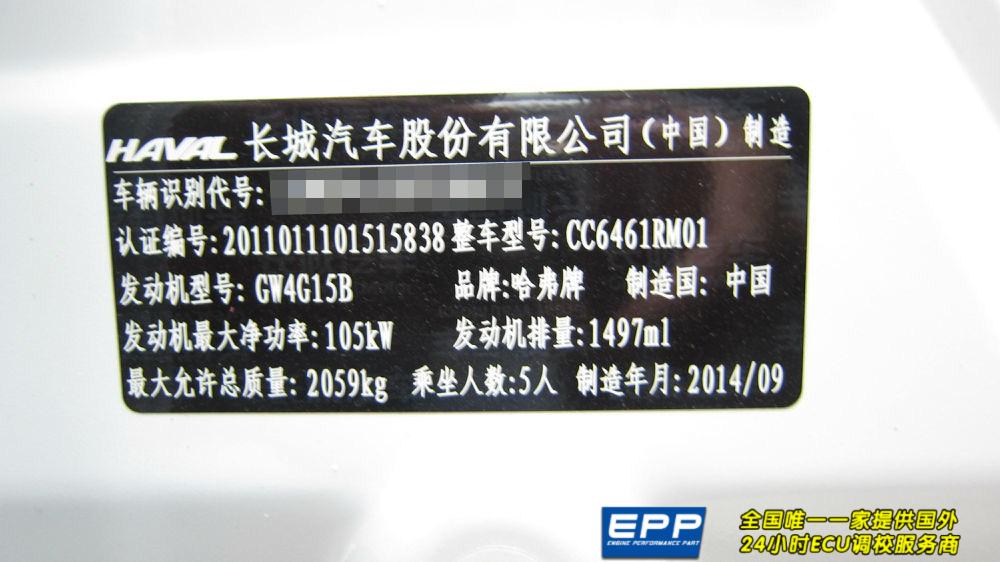 HAVAL 长城汽车股份有限公司（中国）制造
车辆识别代号:
认证编号:2011011101515838 整车型号:CC6461RM01
发动机型号: GW4G15B 品牌:哈弗牌 制造国: 中国
发动机最大净功率:105kW 发动机排量:1497ml
最大允许总质量: 2059kg 乘坐人数:5人 制造年月:2014/09
EPP
ENGINE PERFORMANCE PART
全国唯一一家提供国外
24小时ECU调校服务商